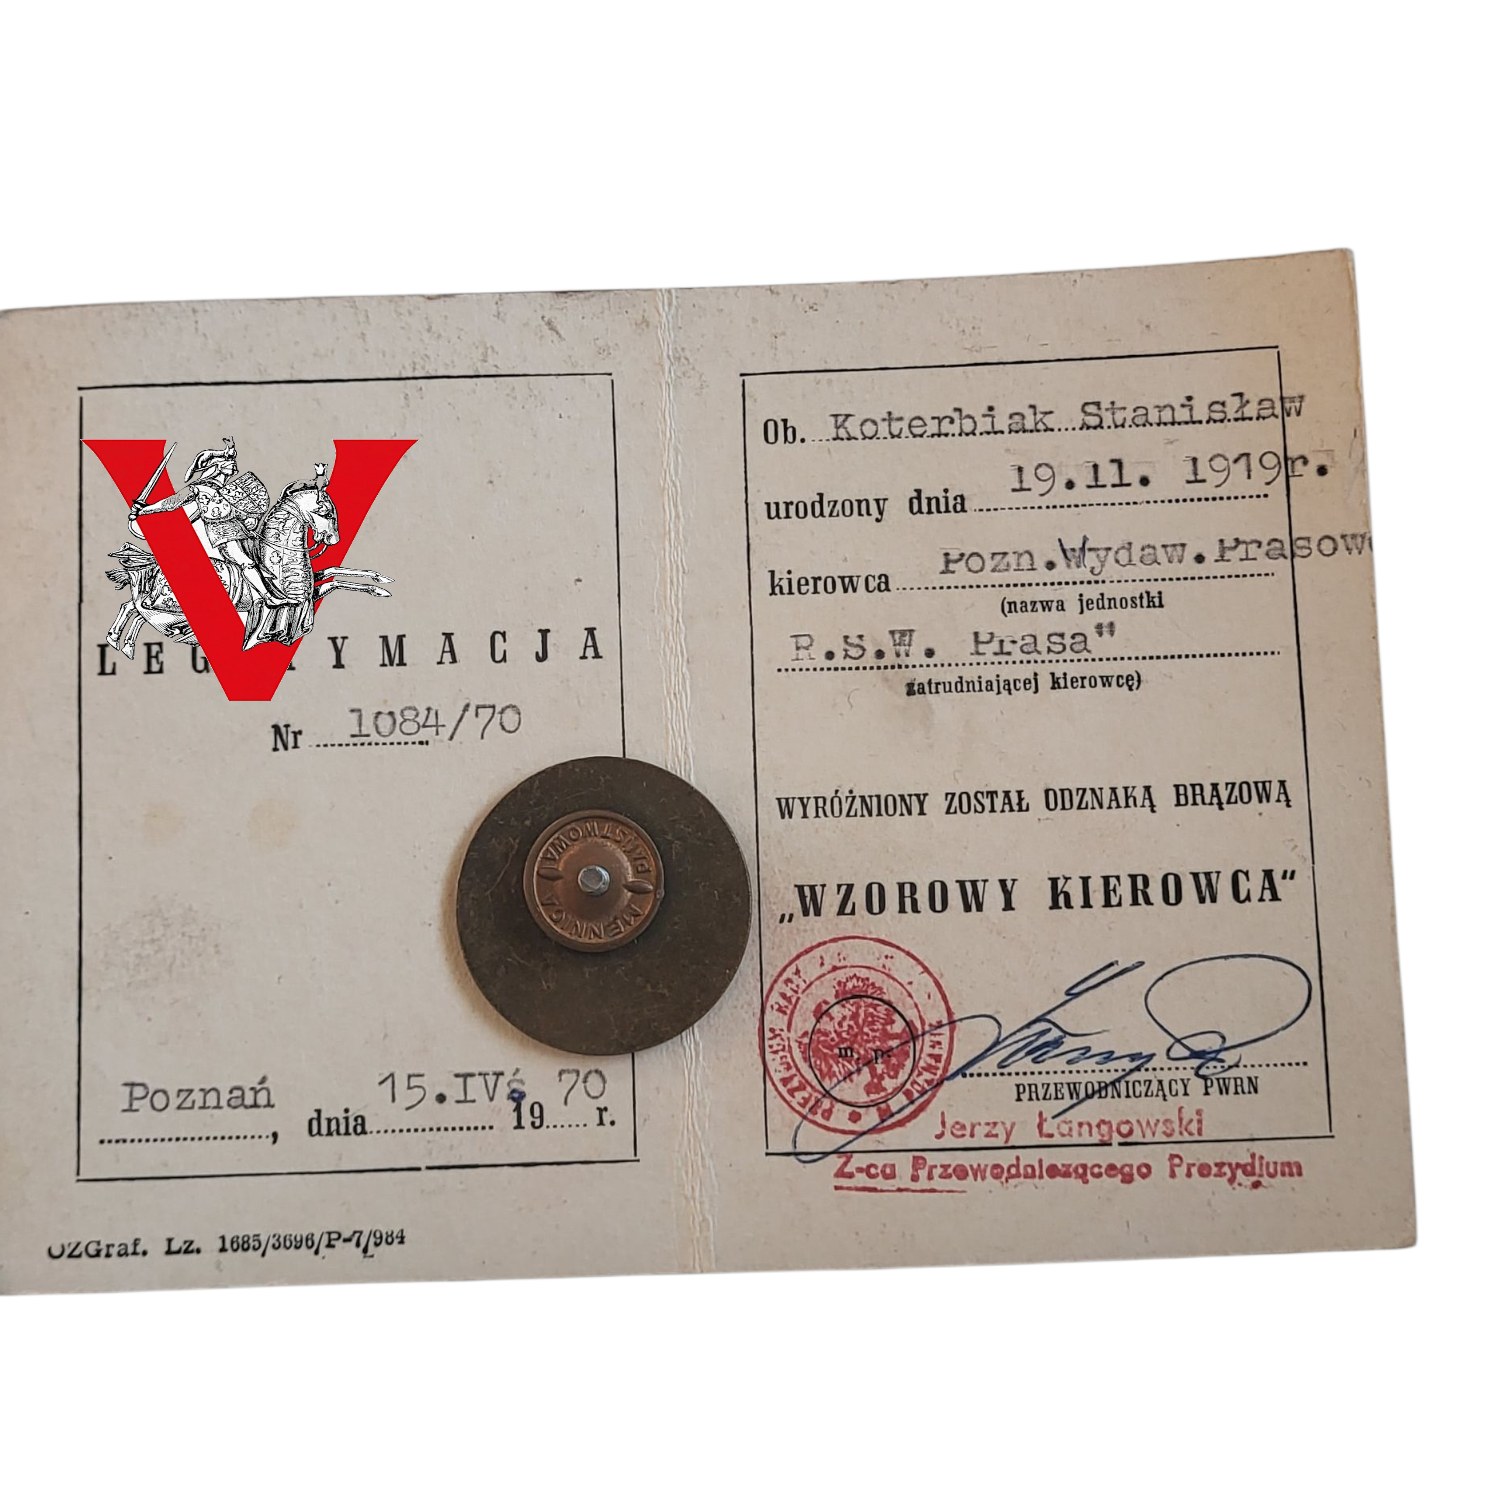 LEGITYMACJA
Nr 1084/70
PAŃSTWOWA MENNICA
Poznań, dnia 15.IVś 1970 r.
OZGraf. Lz. 1685/3696/P-7/984
Ob. Koterbiak Stanisław
urodzony dnia 19.11. 1919r.
kierowca Pozn.Wydaw.Prasowe
(nazwa jednostki
R.S.W. Prasa"
zatrudniającej kierowcę)
WYRÓŻNIONY ZOSTAŁ ODZNAKĄ BRĄZOWĄ
„WZOROWY KIEROWCA"
m. p.
PRZEWODNICZĄCY PWRN
Jerzy Łangowski
Z-ca Przewodniczącego Prezydium